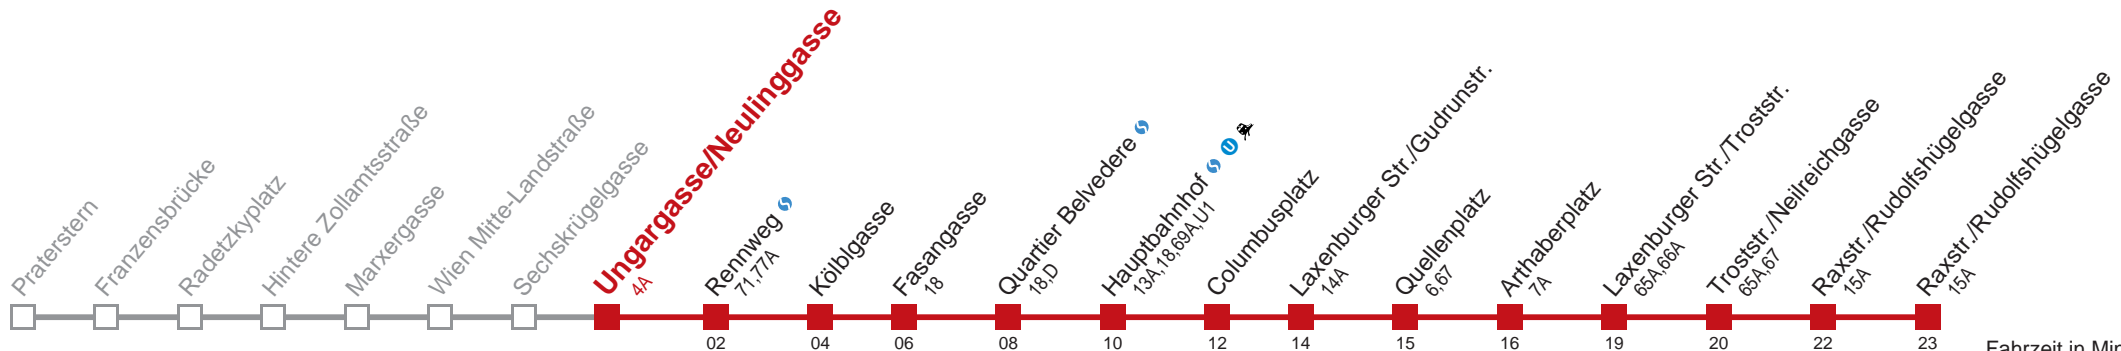 Praterstern
Franzensbrücke
Radetzkyplatz
Hintere Zollamtsstraße
Marxergasse
Wien Mitte-Landstraße
Sechskrügelgasse
Ungargasse/Neulinggasse
4A
Rennweg
71,77A
02
Kölblgasse
04
Fasangasse
18
06
Quartier Belvedere
18,D
08
Hauptbahnhof U
13A,18,69A,U1
10
Columbusplatz
12
Laxenburger Str./Gudrunstr.
14A
14
Quellenplatz
6,67
15
Arthaberplatz
7A
16
Laxenburger Str./Troststr.
65A,66A
19
Troststr./Neilreichgasse
65A,67
20
Raxstr./Rudolfshügelgasse
15A
22
Raxstr./Rudolfshügelgasse
15A
23
Fahrzeit in Min